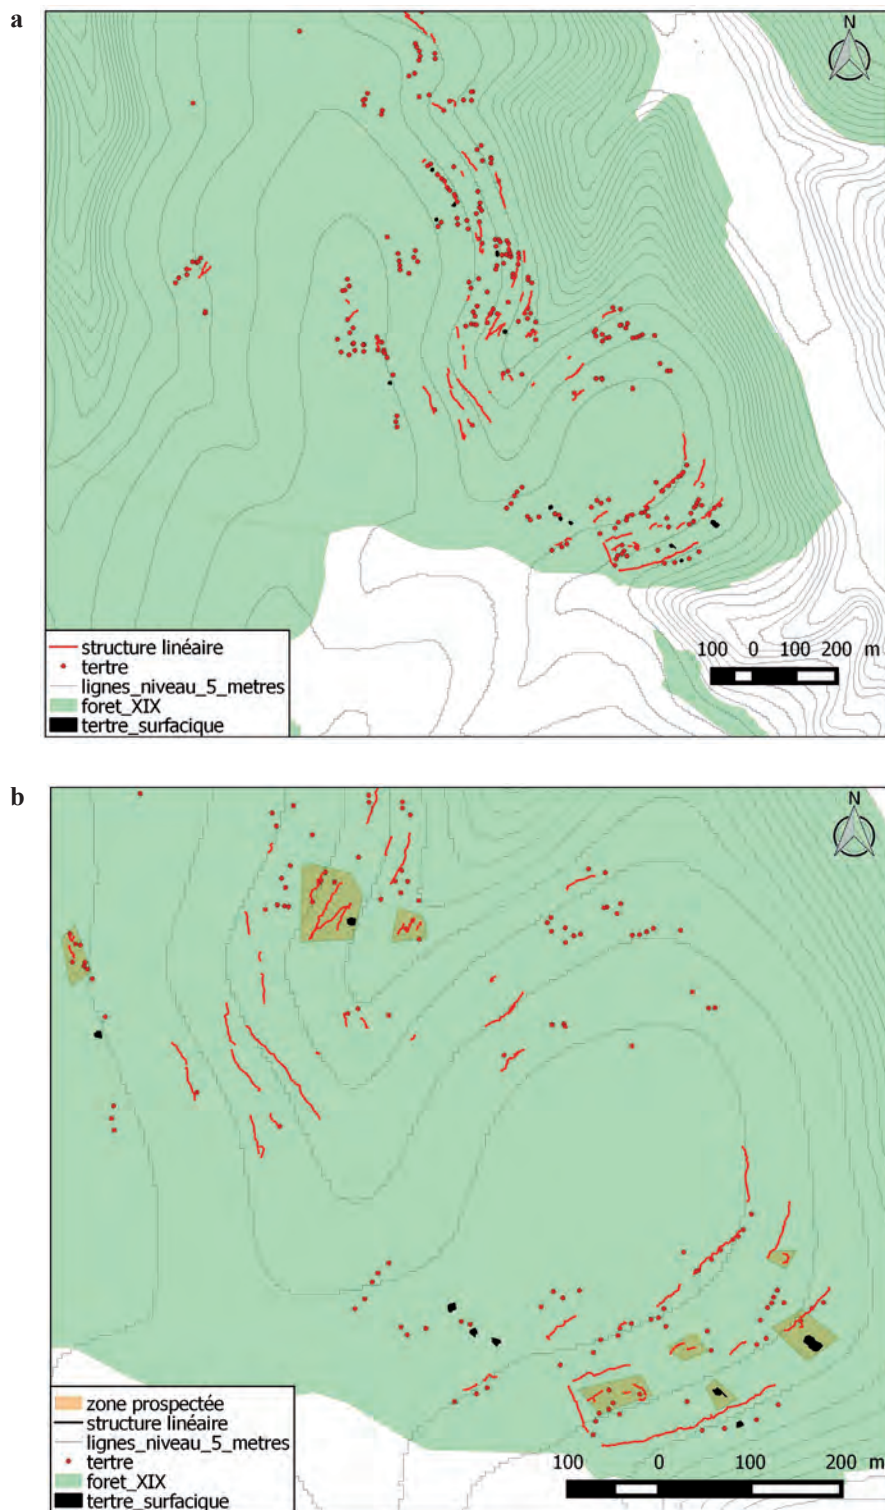 a
N
structure linéaire
tertre
lignes_niveau_5_metres
foret_XIX
tertre_surfacique
100 0 100 200 m
b
N
zone prospectée
structure linéaire
lignes_niveau_5_metres
tertre
foret_XIX
tertre_surfacique
100 0 100 200 m